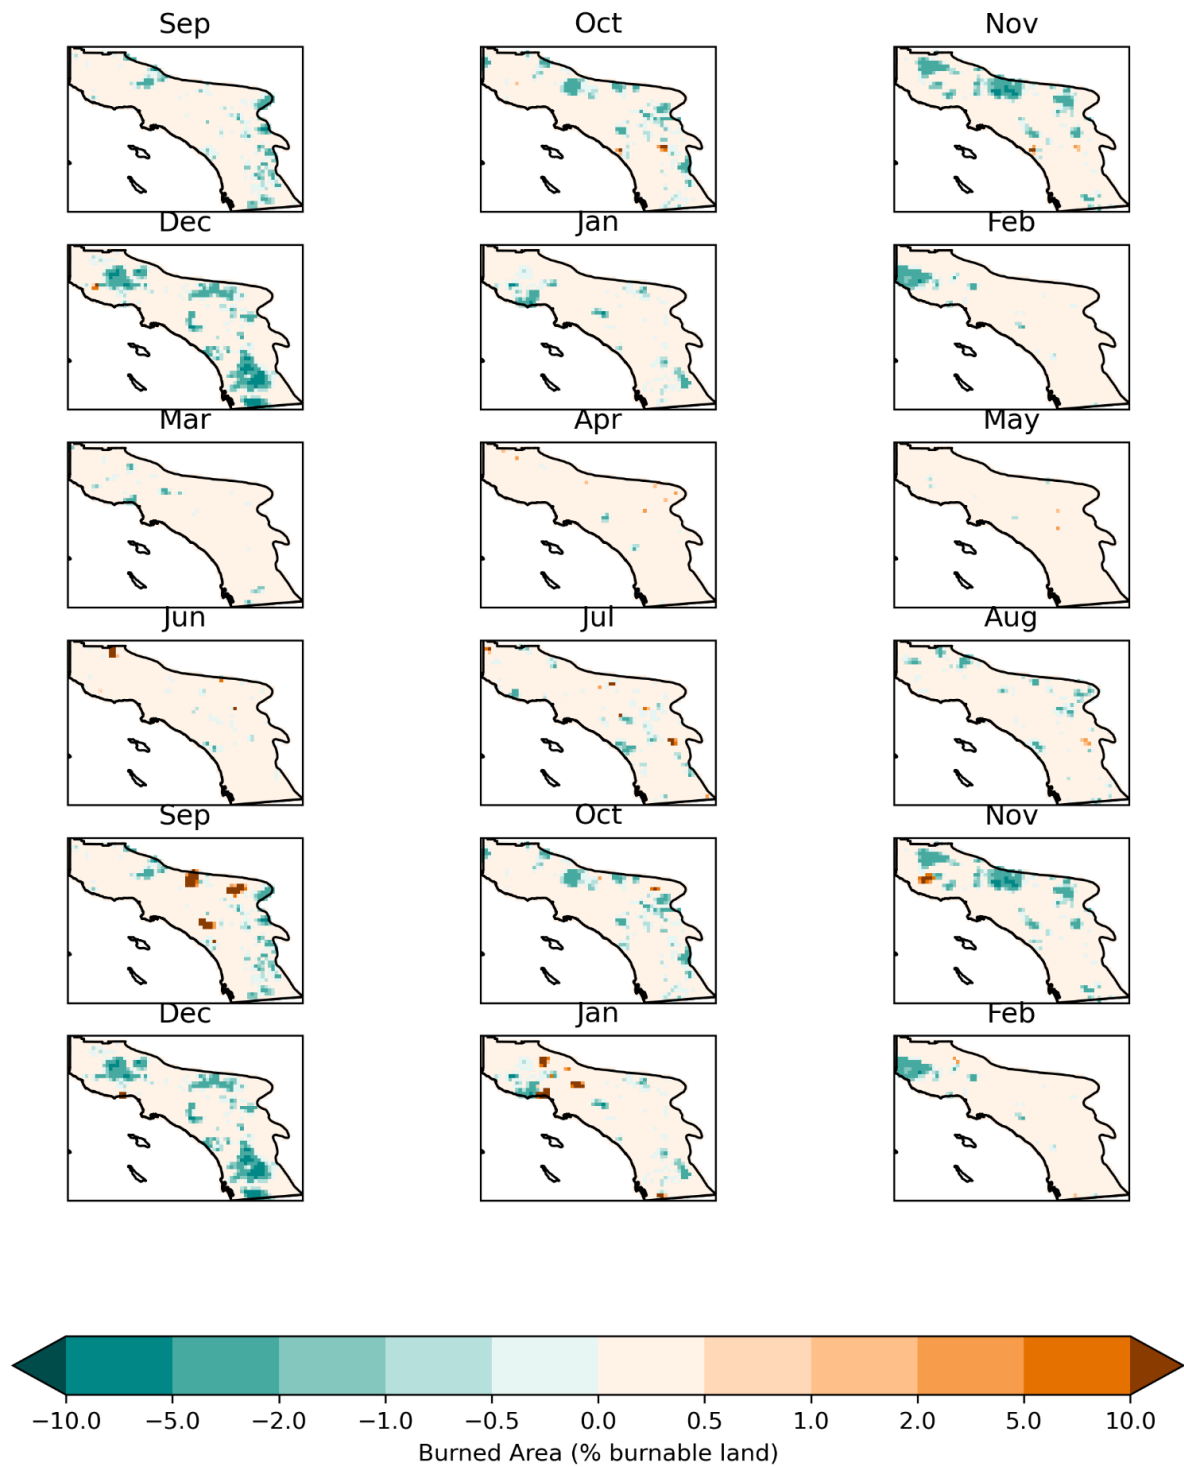 Sep Oct Nov
Dec Jan Feb
Mar Apr May
Jun Jul Aug
Sep Oct Nov
Dec Jan Feb
−10.0 −5.0 −2.0 −1.0 −0.5 0.0 0.5 1.0 2.0 5.0 10.0
Burned Area (% burnable land)